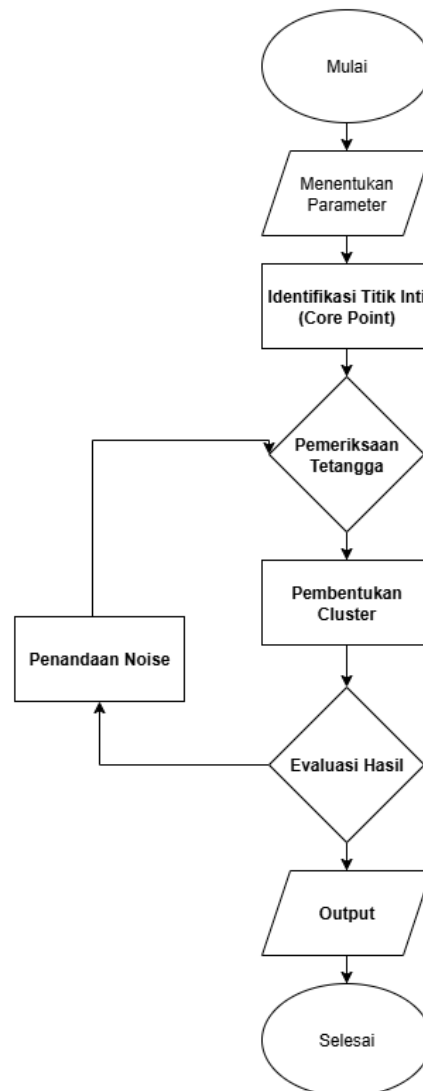 Mulai
Menentukan
Parameter
Identifikasi Titik Inti
(Core Point)
Pemeriksaan
Tetangga
Pembentukan
Cluster
Penandaan Noise
Evaluasi Hasil
Output
Selesai